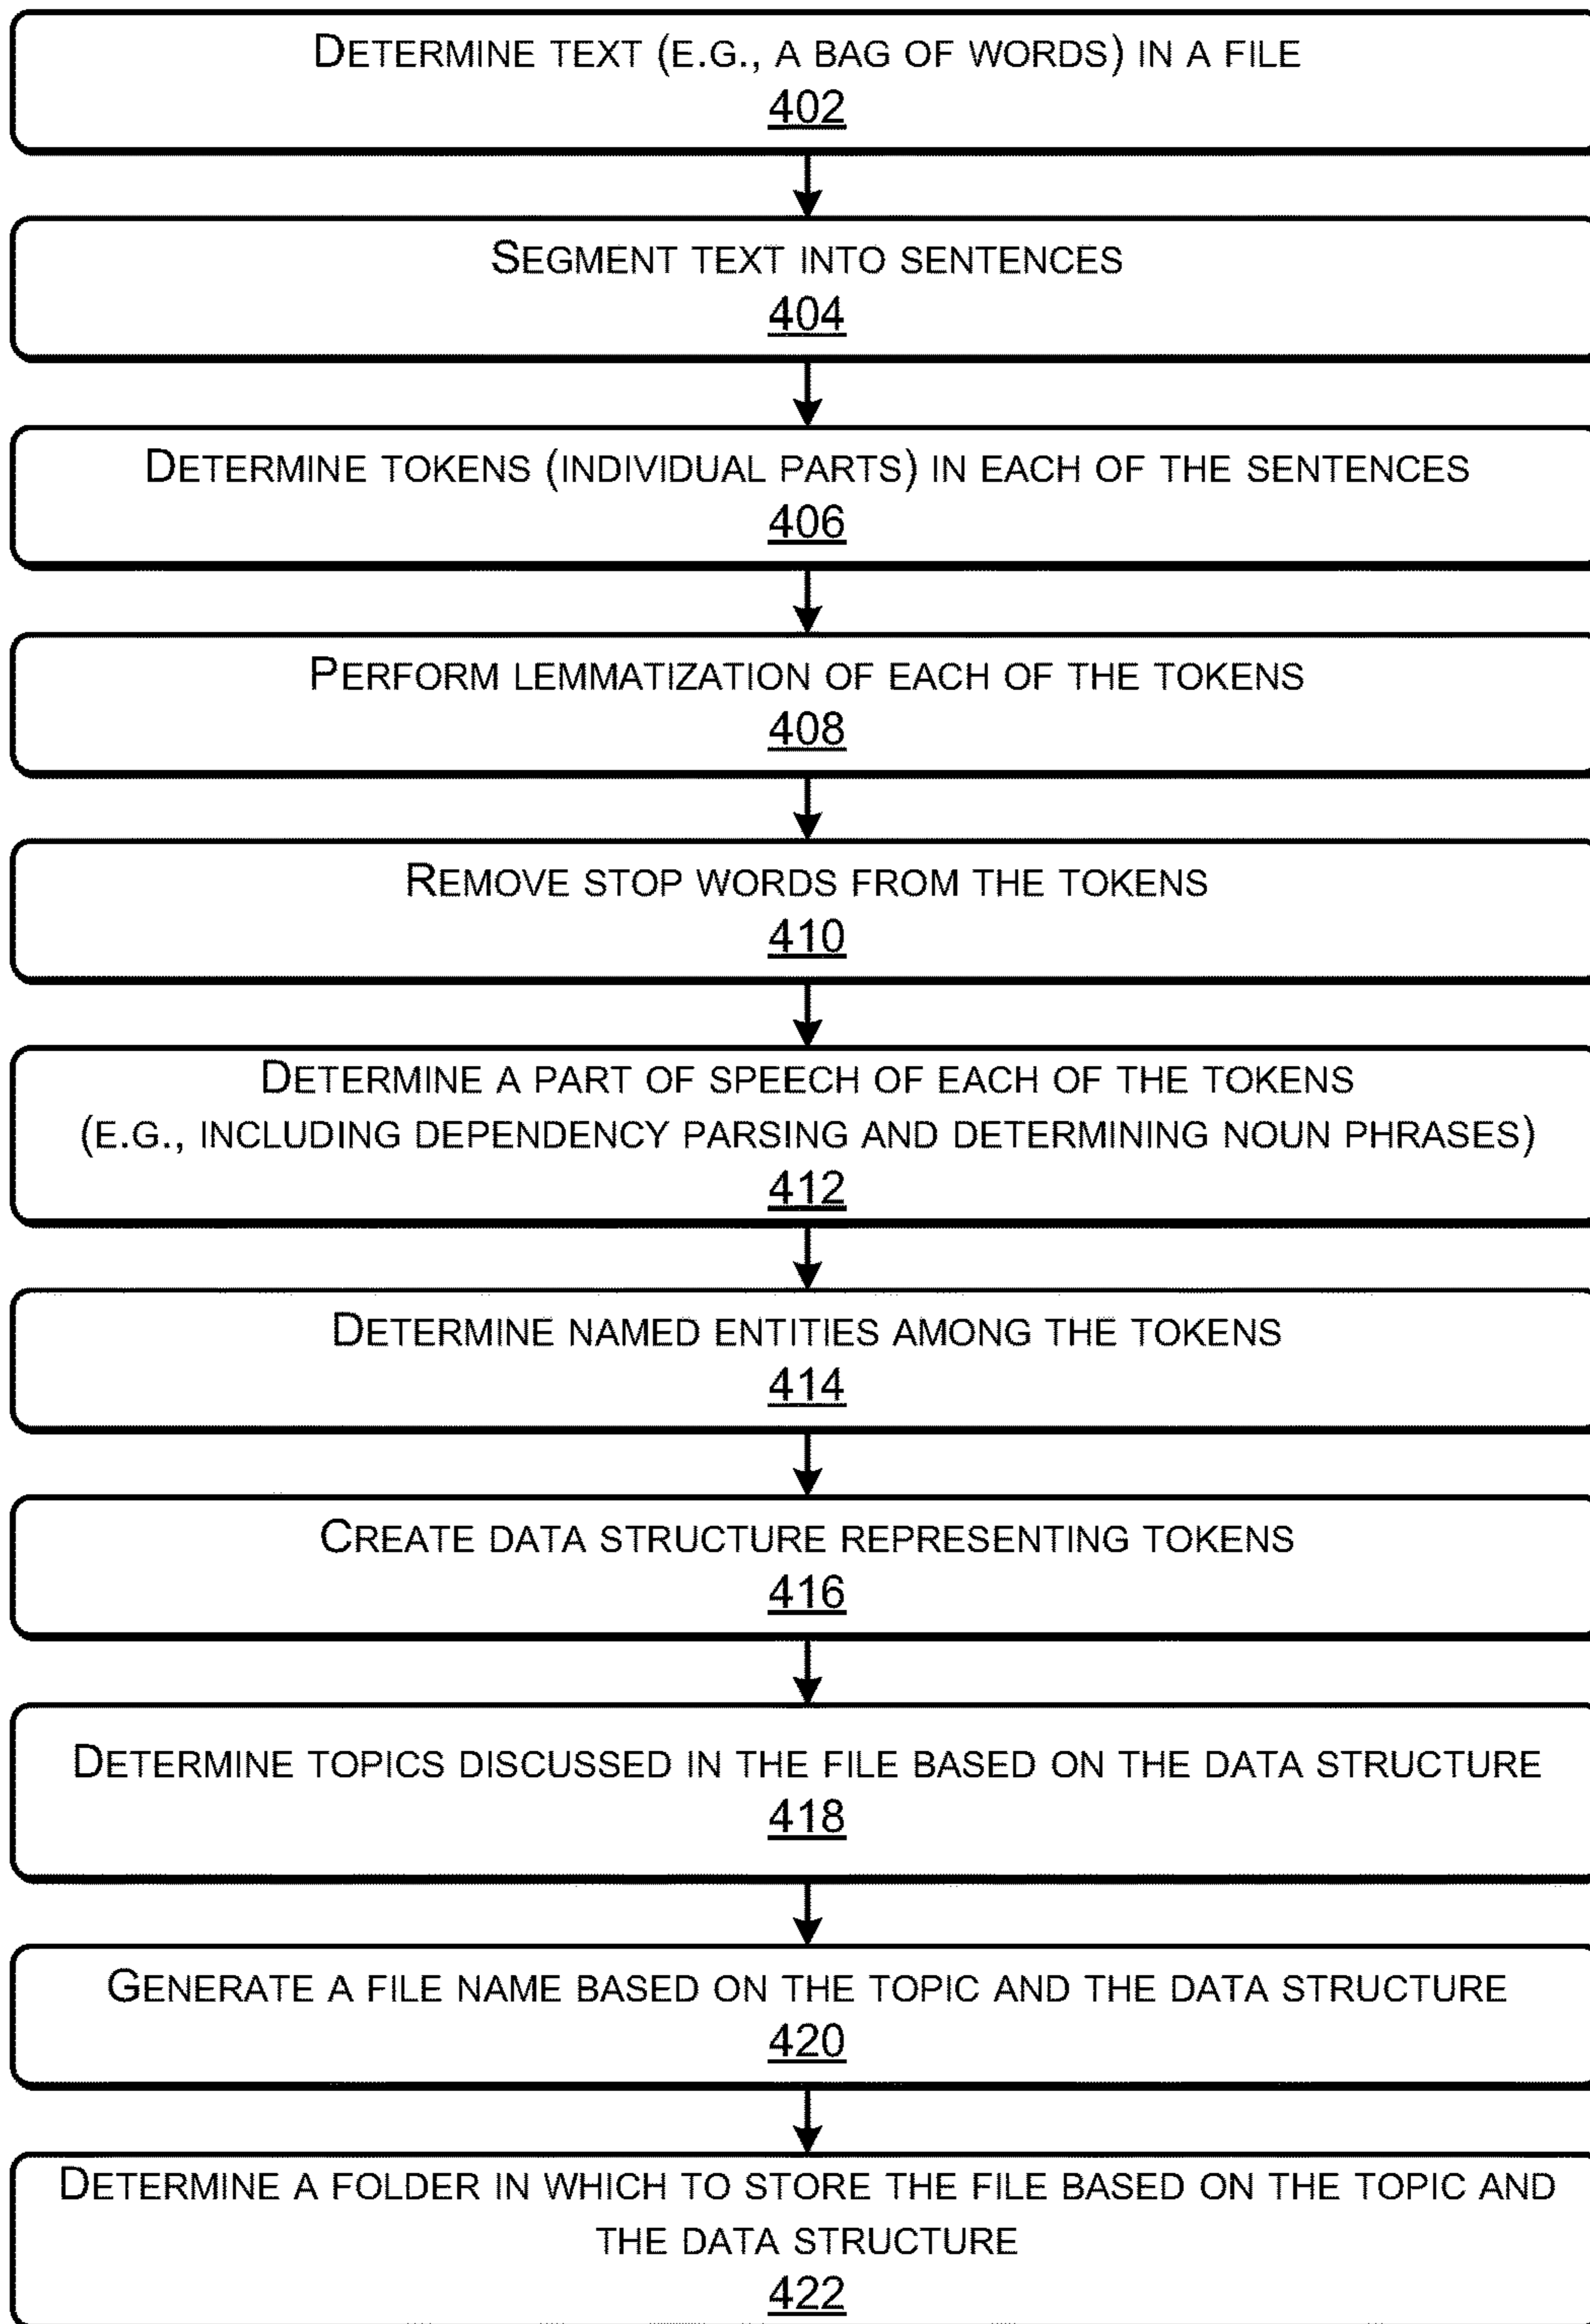 DETERMINE TEXT (E.G., A BAG OF WORDS) IN A FILE
402
SEGMENT TEXT INTO SENTENCES
404
DETERMINE TOKENS (INDIVIDUAL PARTS) IN EACH OF THE SENTENCES
406
PERFORM LEMMATIZATION OF EACH OF THE TOKENS
408
REMOVE STOP WORDS FROM THE TOKENS
410
DETERMINE A PART OF SPEECH OF EACH OF THE TOKENS
(E.G., INCLUDING DEPENDENCY PARSING AND DETERMINING NOUN PHRASES)
412
DETERMINE NAMED ENTITIES AMONG THE TOKENS
414
CREATE DATA STRUCTURE REPRESENTING TOKENS
416
DETERMINE TOPICS DISCUSSED IN THE FILE BASED ON THE DATA STRUCTURE
418
GENERATE A FILE NAME BASED ON THE TOPIC AND THE DATA STRUCTURE
420
DETERMINE A FOLDER IN WHICH TO STORE THE FILE BASED ON THE TOPIC AND
THE DATA STRUCTURE
422